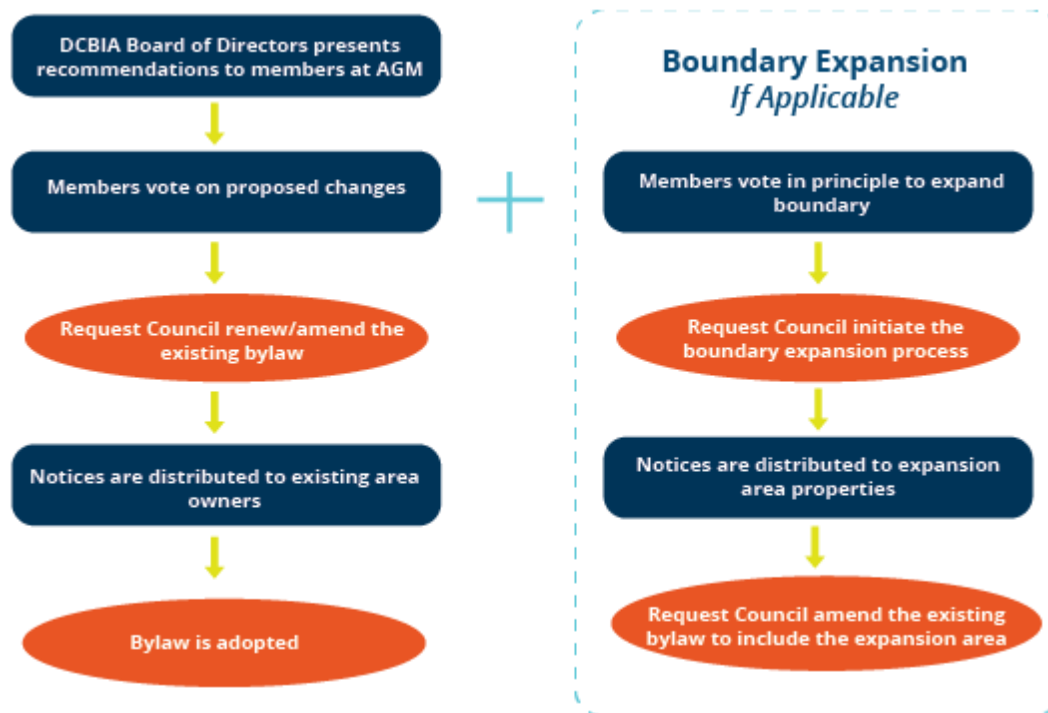 DCBIA Board of Directors presents
recommendations to members at AGM
Members vote on proposed changes
Request Council renew/amend the
existing bylaw
Notices are distributed to existing area
owners
Bylaw is adopted
Boundary Expansion
If Applicable
Members vote in principle to expand
boundary
Request Council initiate the
boundary expansion process
Notices are distributed to expansion
area properties
Request Council amend the existing
bylaw to include the expansion area